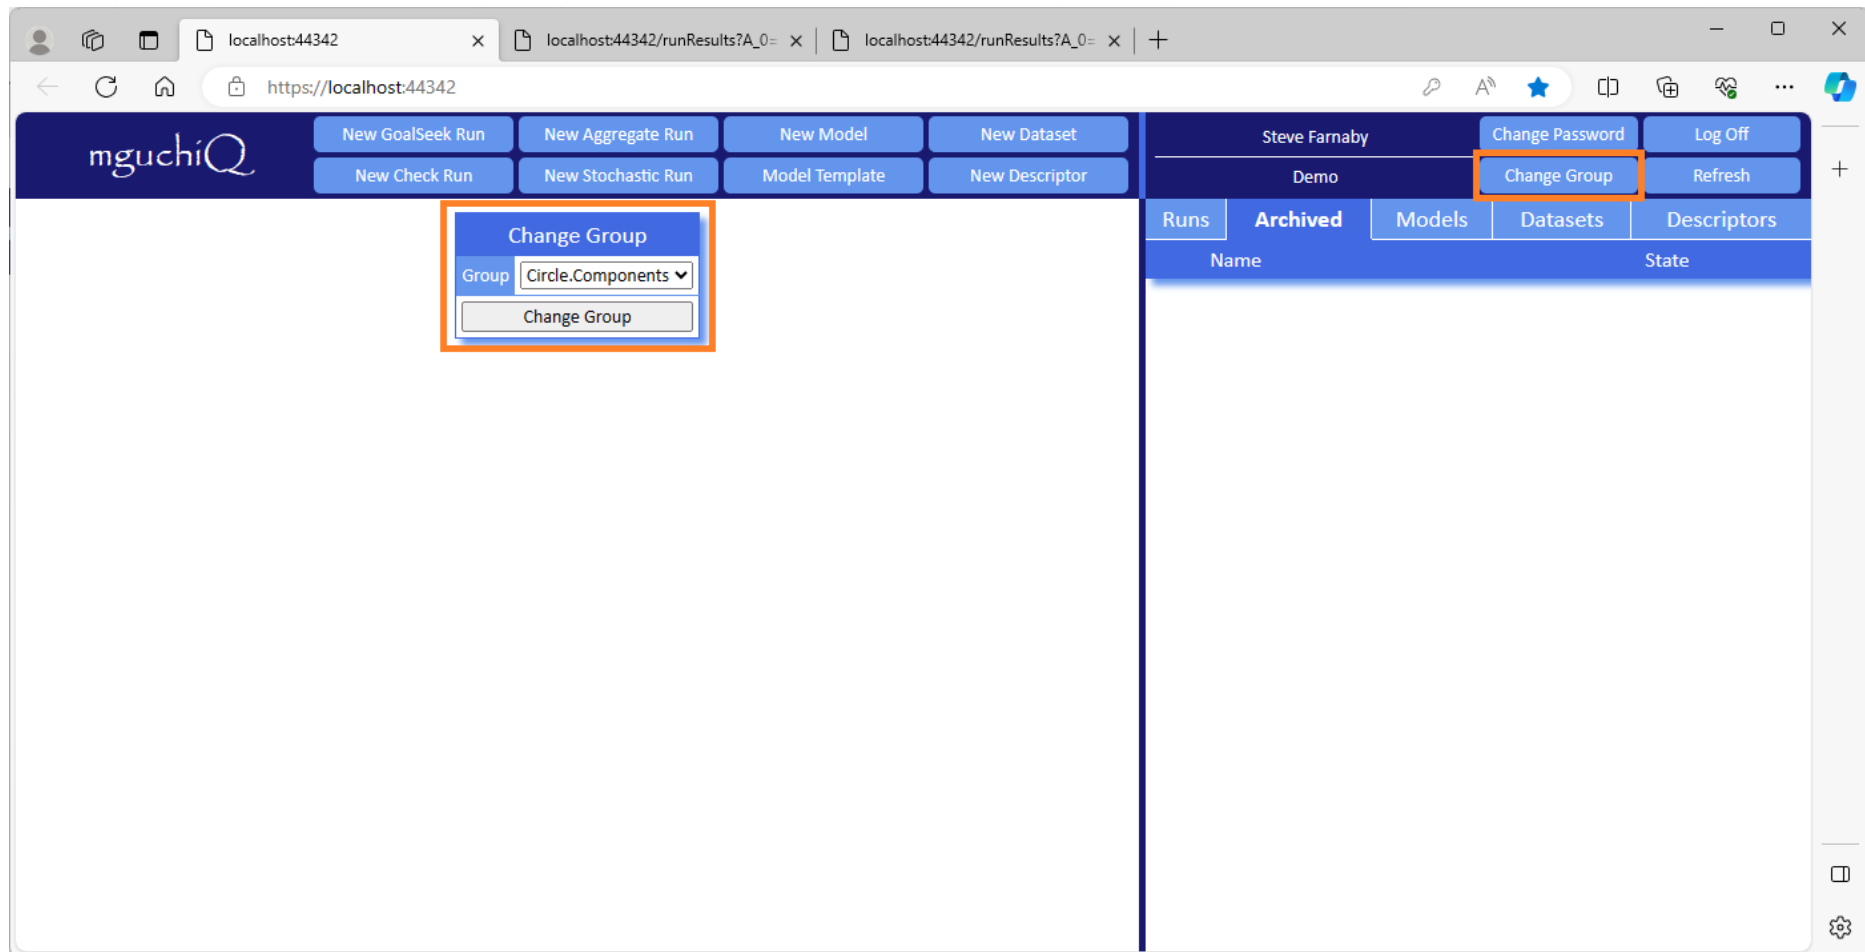 localhost:44342
localhost:44342/runResults?A_0=
localhost:44342/runResults?A_0=
https://localhost:44342
mguchiQ
New GoalSeek Run
New Aggregate Run
New Model
New Dataset
Steve Farnaby
Change Password
Log Off
New Check Run
New Stochastic Run
Model Template
New Descriptor
Demo
Change Group
Refresh
Runs
Archived
Models
Datasets
Descriptors
Name
State
Change Group
Group
Circle.Components
Change Group